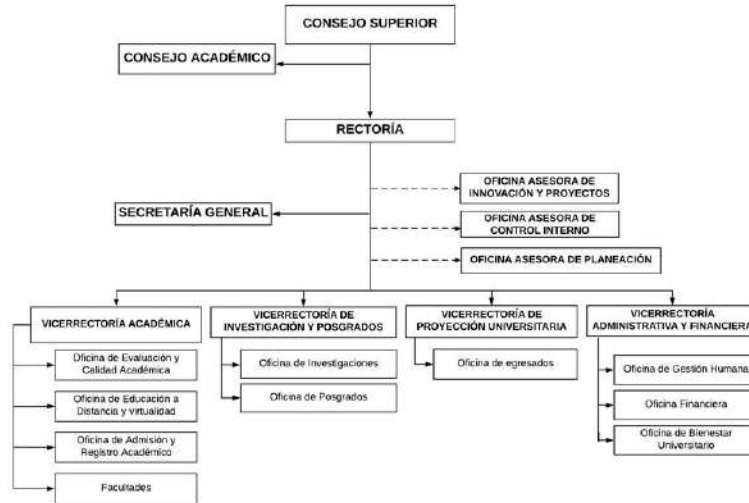 CONSEJO SUPERIOR
CONSEJO ACADÉMICO
RECTORÍA
OFICINA ASESORA DE
INNOVACIÓN Y PROYECTOS
SECRETARÍA GENERAL
OFICINA ASESORA DE
CONTROL INTERNO
OFICINA ASESORA DE PLANEACIÓN
VICERRECTORÍA ACADÉMICA
Oficina de Evaluación y
Calidad Académica
Oficina de Educación a
Distancia y virtualidad
Oficina de Admisión y
Registro Académico
Facultades
VICERRECTORÍA DE
INVESTIGACIÓN Y POSGRADOS
Oficina de Investigaciones
Oficina de Posgrados
VICERRECTORÍA DE
PROYECCIÓN UNIVERSITARIA
Oficina de egresados
VICERRECTORÍA
ADMINISTRATIVA Y FINANCIERA
Oficina de Gestión Humana
Oficina Financiera
Oficina de Bienestar
Universitario